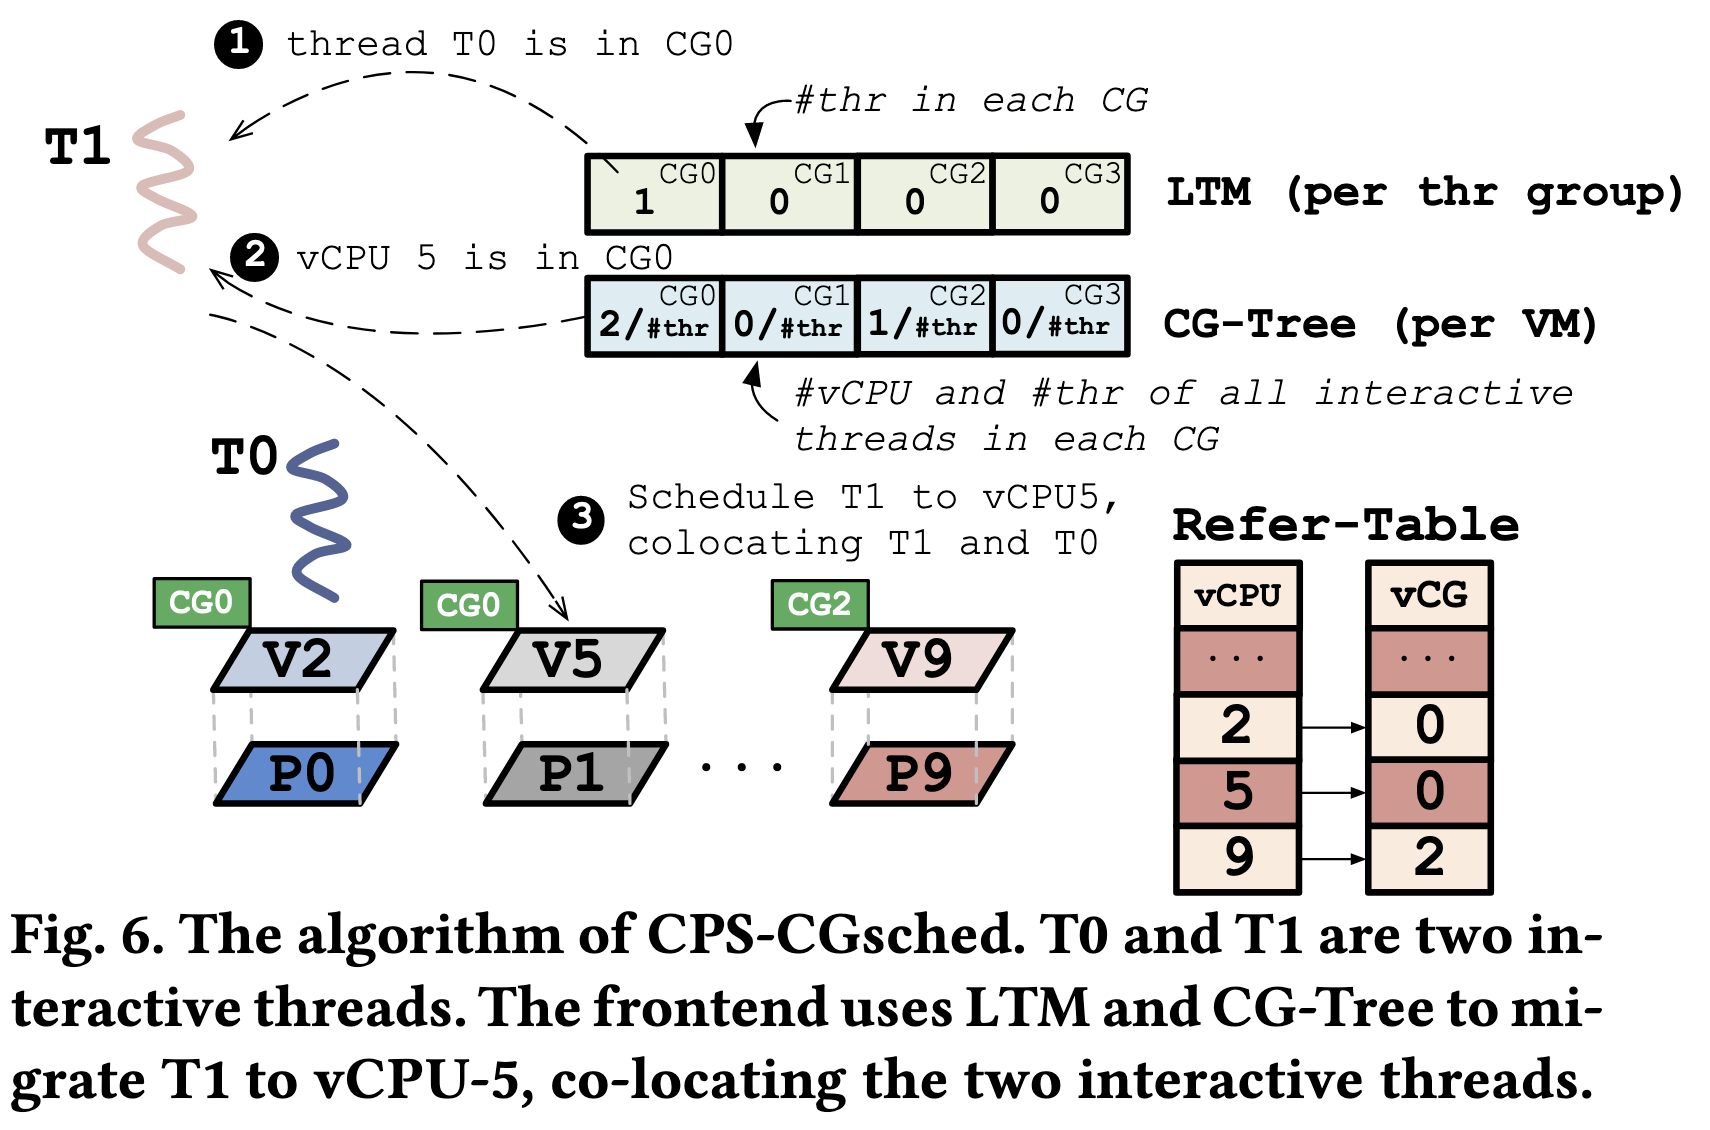 1 thread T0 is in CG0
#thr in each CG
T1
CG0 CG1 CG2 CG3
1 0 0 0
LTM (per thr group)
2 vCPU 5 is in CG0
CG0 CG1 CG2 CG3
2/#thr 0/#thr 1/#thr 0/#thr
CG-Tree (per VM)
#vCPU and #thr of all interactive
threads in each CG
T0
3 Schedule T1 to vCPU5,
colocating T1 and T0
CG0 CG0 CG2
V2 V5 V9
P0 P1 ... P9
Refer-Table
vCPU vCG
... ...
2 0
5 0
9 2
Fig. 6. The algorithm of CPS-CGsched. T0 and T1 are two in-
teractive threads. The frontend uses LTM and CG-Tree to mi-
grate T1 to vCPU-5, co-locating the two interactive threads.